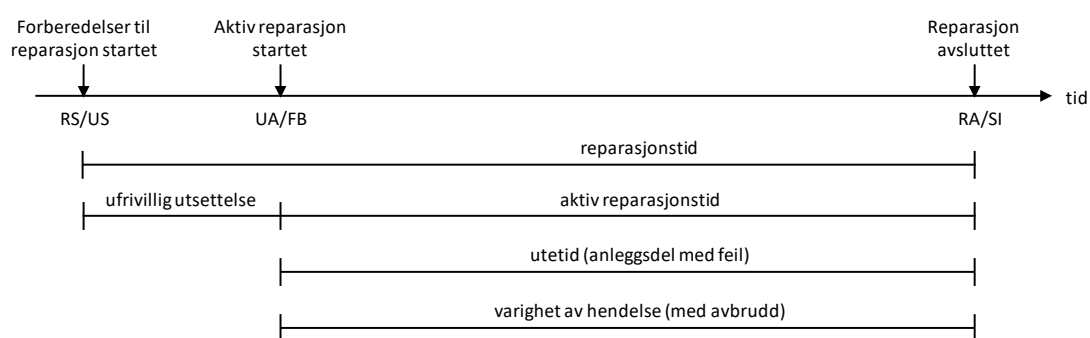 Forberedelser til
reparasjon startet
Aktiv reparasjon
startet
Reparasjon
avsluttet
tid
RS/US
UA/FB
RA/SI
reparasjonstid
ufrivillig utsettelse
aktiv reparasjonstid
utetid (anleggsdel med feil)
varighet av hendelse (med avbrudd)